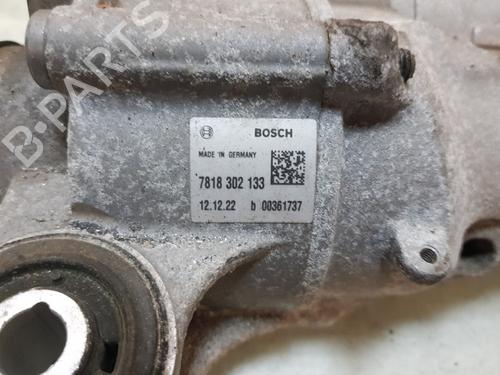 B-PARTS
BOSCH
MADE IN GERMANY
7818 302 133
12.12.22 b 00361737